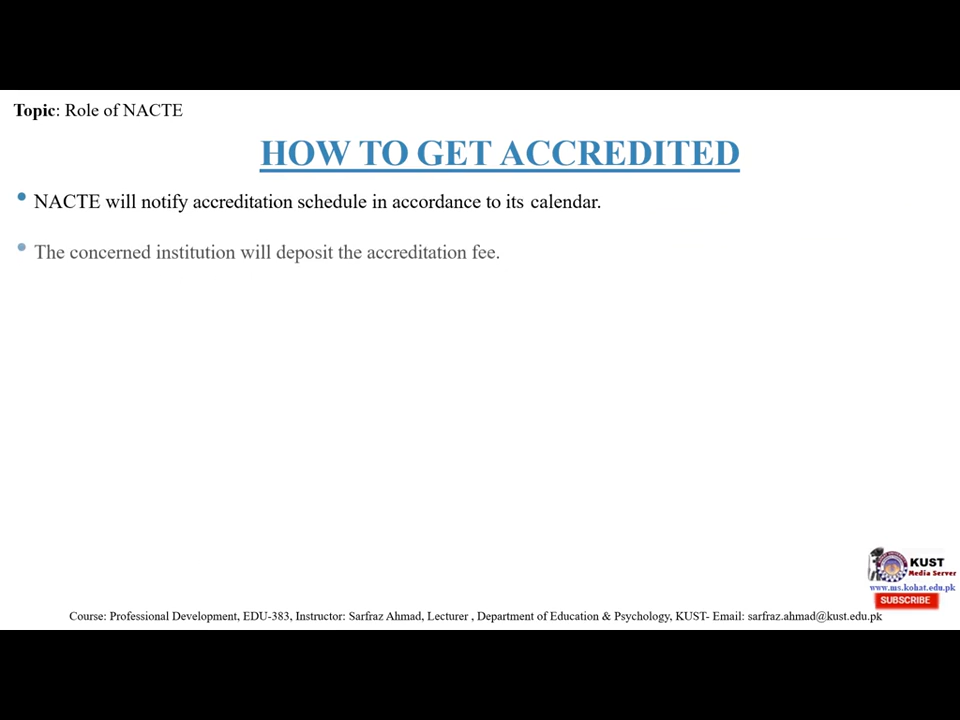 Topic: Role of NACTE
HOW TO GET ACCREDITED
• NACTE will notify accreditation schedule in accordance to its calendar.
• The concerned institution will deposit the accreditation fee.
KUST
Media Server
www.ms.kohat.edu.pk
SUBSCRIBE
Course: Professional Development, EDU-383, Instructor: Sarfraz Ahmad, Lecturer , Department of Education & Psychology, KUST- Email: sarfraz.ahmad@kust.edu.pk